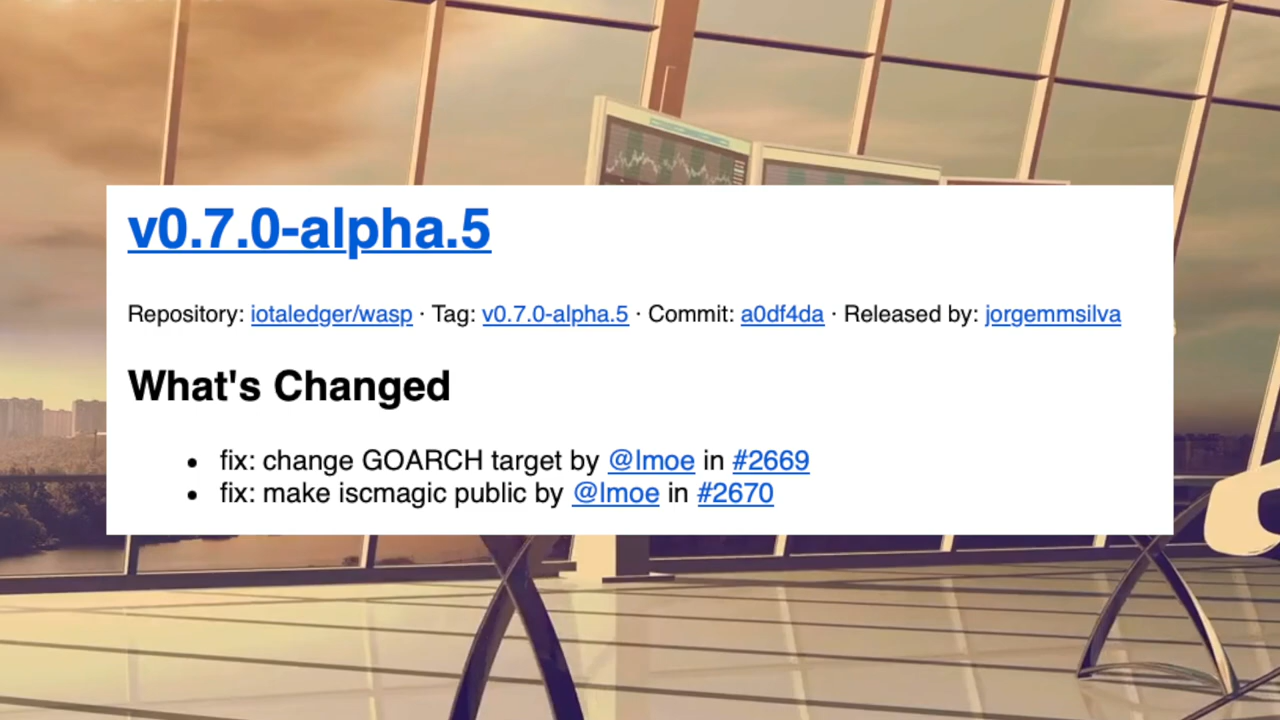 v0.7.0-alpha.5
Repository: iotaledger/wasp · Tag: v0.7.0-alpha.5 · Commit: a0df4da · Released by: jorgemmsilva
What's Changed
• fix: change GOARCH target by @lmoe in #2669
• fix: make iscmagic public by @lmoe in #2670